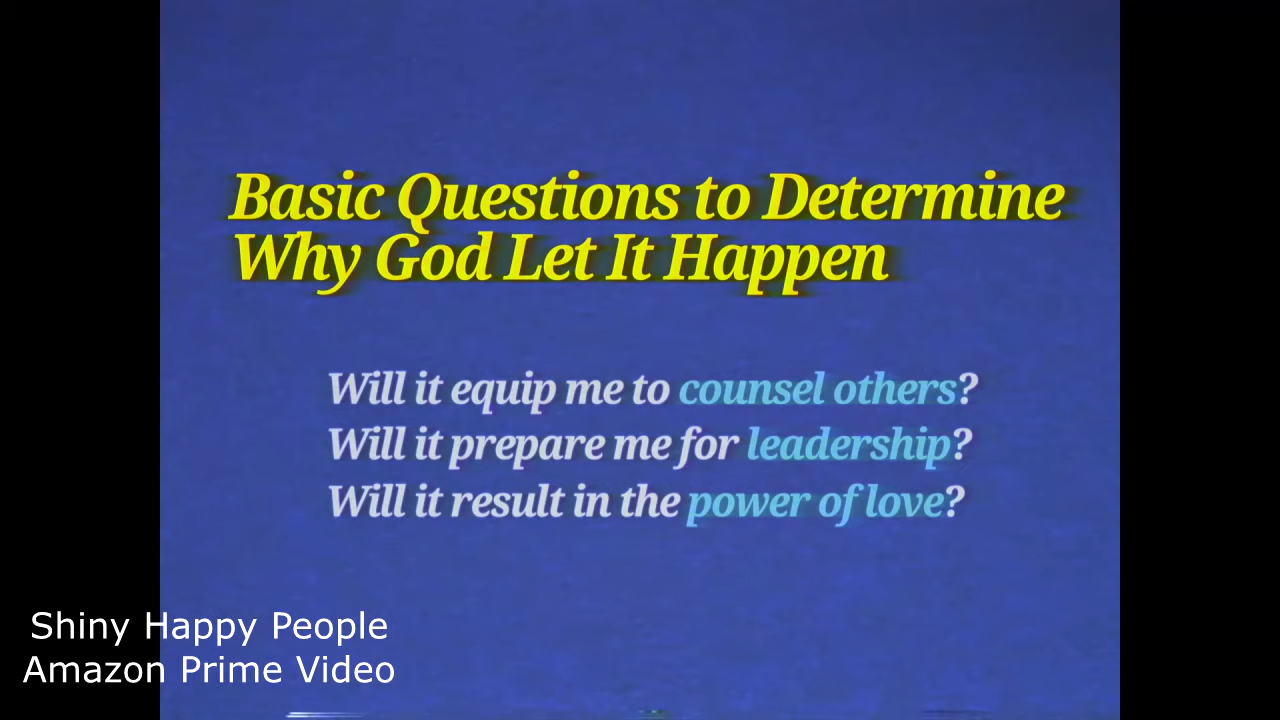 Basic Questions to Determine
Why God Let It Happen
Will it equip me to counsel others?
Will it prepare me for leadership?
Will it result in the power of love?
Shiny Happy People
Amazon Prime Video